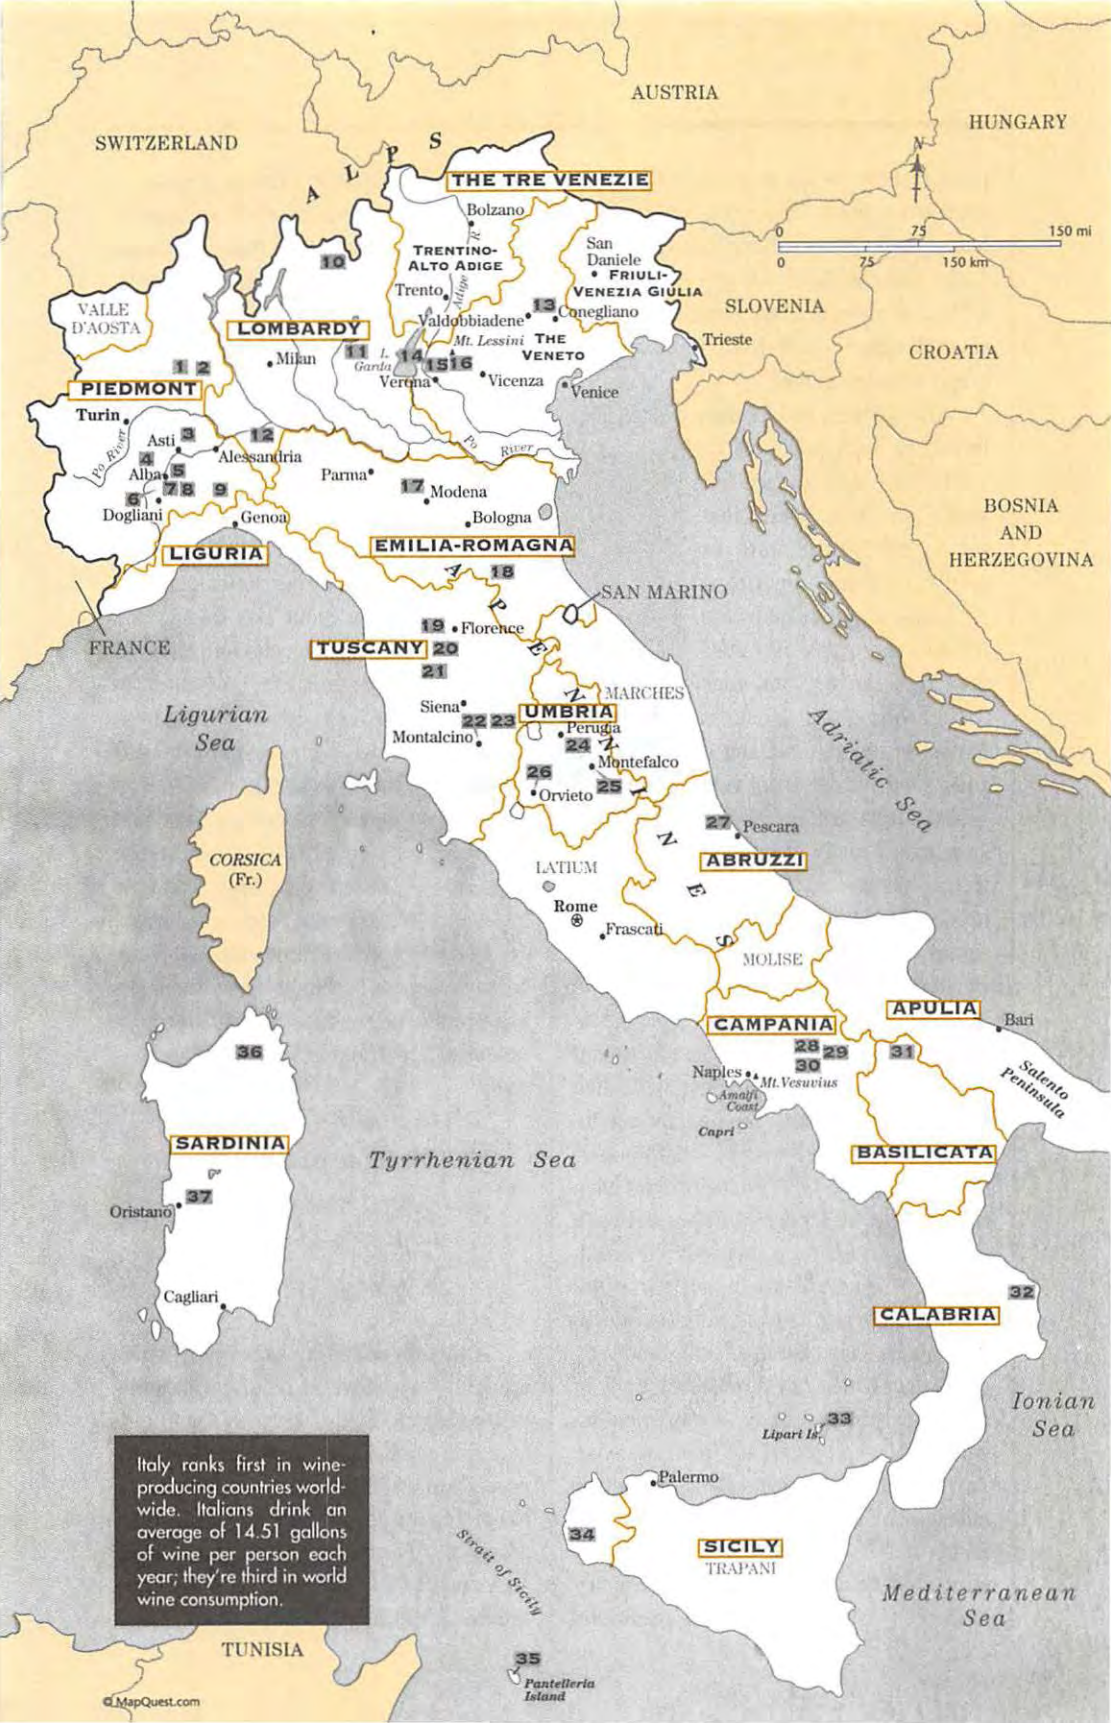 AUSTRIA
HUNGARY
SWITZERLAND
ALPS
N
THE TRE VENEZIE
Bolzano
0 75 150 mi
0 75 150 km
TRENTINO-
ALTO ADIGE
Adige R.
San
Daniele
FRIULI-
VENEZIA GIULIA
10
Trento
VALLE
D'AOSTA
SLOVENIA
13
Conegliano
Valdobbiadene
LOMBARDY
Mt. Lessini
THE
VENETO
Trieste
CROATIA
Milan
11
L.
Garda
14
15
16
1
2
Verona
Vicenza
Venice
PIEDMONT
Turin
Po River
Asti
3
12
Alessandria
Po River
4
Alba
5
Parma
6
7
8
9
17
Modena
Dogliani
Genoa
Bologna
BOSNIA
AND
HERZEGOVINA
LIGURIA
EMILIA-ROMAGNA
18
APENNINES
SAN MARINO
FRANCE
19
Florence
TUSCANY
20
21
MARCHES
Siena
22
23
UMBRIA
Ligurian
Sea
Montalcino
Perugia
24
Montefalco
Adriatic Sea
26
25
Orvieto
27
Pescara
CORSICA
(Fr.)
LATIUM
ABRUZZI
Rome
Frascati
MOLISE
APULIA
Bari
CAMPANIA
28
29
30
31
36
Naples
Mt. Vesuvius
Amalfi
Coast
Capri
Salento
Peninsula
SARDINIA
Tyrrhenian Sea
BASILICATA
37
Oristano
Cagliari
32
CALABRIA
Ionian
Sea
33
Lipari Is.
Palermo
34
SICILY
TRAPANI
Strait of Sicily
Mediterranean
Sea
Italy ranks first in wine-
producing countries world-
wide. Italians drink an
average of 14.51 gallons
of wine per person each
year; they're third in world
wine consumption.
TUNISIA
35
Pantelleria
Island
© MapQuest.com